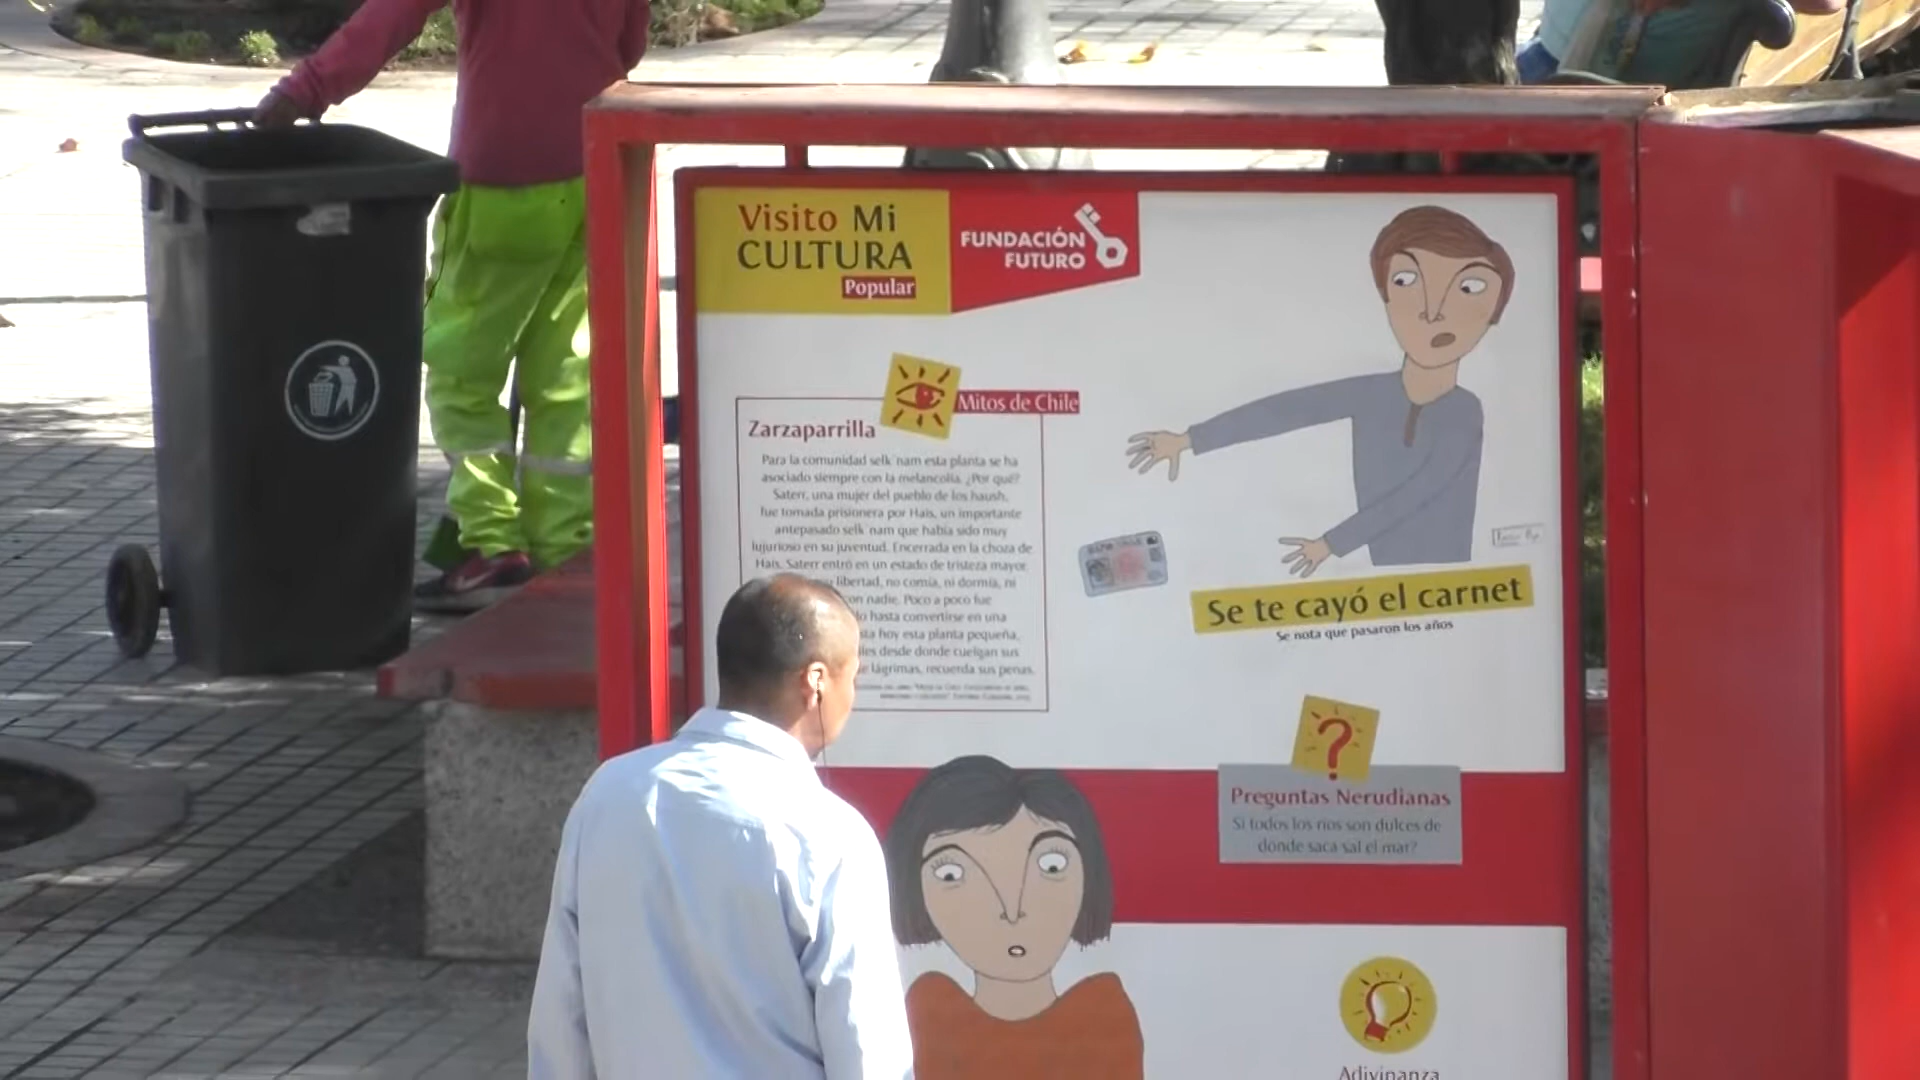 Visito Mi
CULTURA
Popular
FUNDACIÓN
FUTURO
Mitos de Chile
Zarzaparrilla
Para la comunidad selk´nam esta planta se ha
asociado siempre con la melancolía. ¿Por qué?
Saterr, una mujer del pueblo de los haush,
fue tomada prisionera por Hais, un importante
antepasado selk´nam que había sido muy
lujurioso en su juventud. Encerrada en la choza de
Hais, Saterr entró en un estado de tristeza mayor.
su libertad, no comía, ni dormía, ni
con nadie. Poco a poco fue
hasta convertirse en una
hoy esta planta pequeña,
desde donde cuelgan sus
lágrimas, recuerda sus penas.
Se te cayó el carnet
Se nota que pasaron los años
?
Preguntas Nerudianas
Si todos los ríos son dulces de
dónde saca sal el mar?
Adivinanza